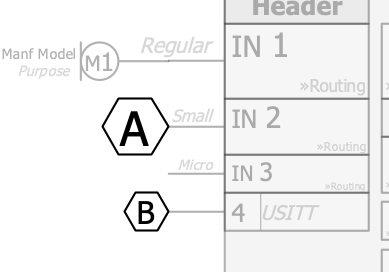 Header
Manf Model
Purpose
M1
Regular
IN 1
»Routing
A
Small
IN 2
»Routing
Micro
IN 3
»Routing
B
4
USITT